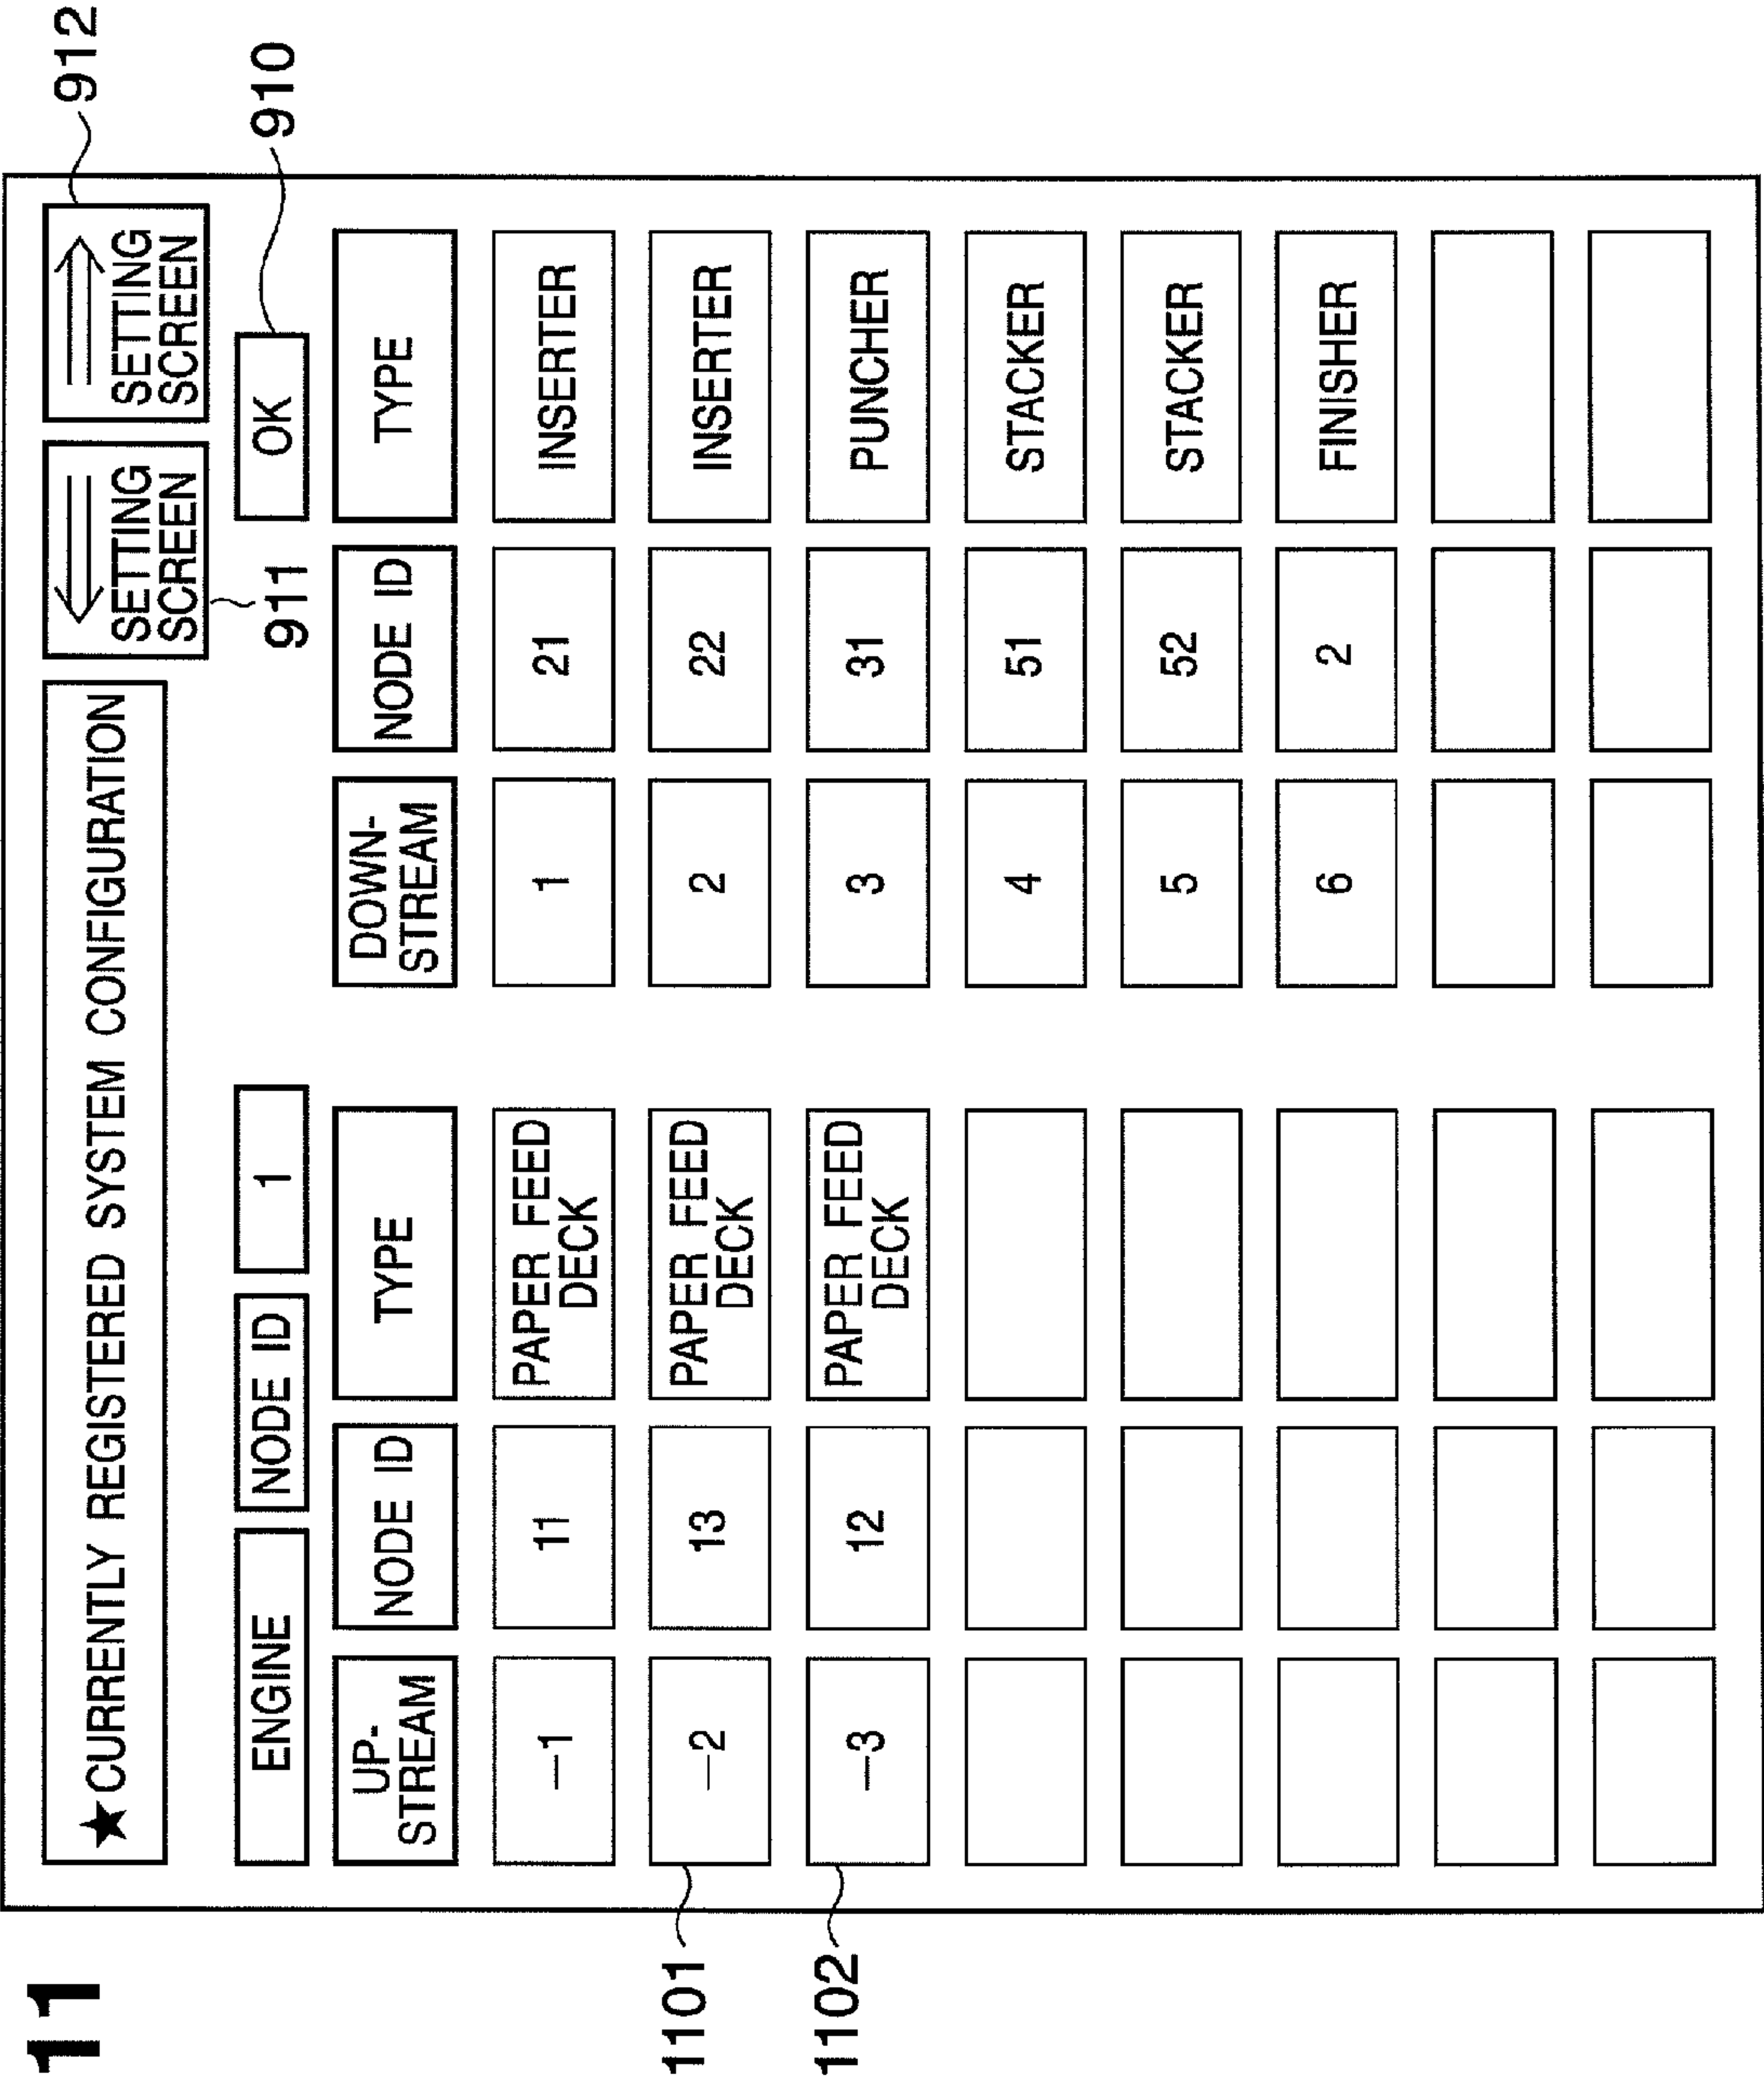 11
★CURRENTLY REGISTERED SYSTEM CONFIGURATION
⇐
SETTING
SCREEN
⇒
SETTING
SCREEN
912
911
ENGINE NODE ID 1 OK
910
UP-
STREAM
NODE ID
TYPE
DOWN-
STREAM
NODE ID
TYPE
—1 11 PAPER FEED
DECK
1 21 INSERTER
1101
—2 13 PAPER FEED
DECK
2 22 INSERTER
1102
—3 12 PAPER FEED
DECK
3 31 PUNCHER
4 51 STACKER
5 52 STACKER
6 2 FINISHER